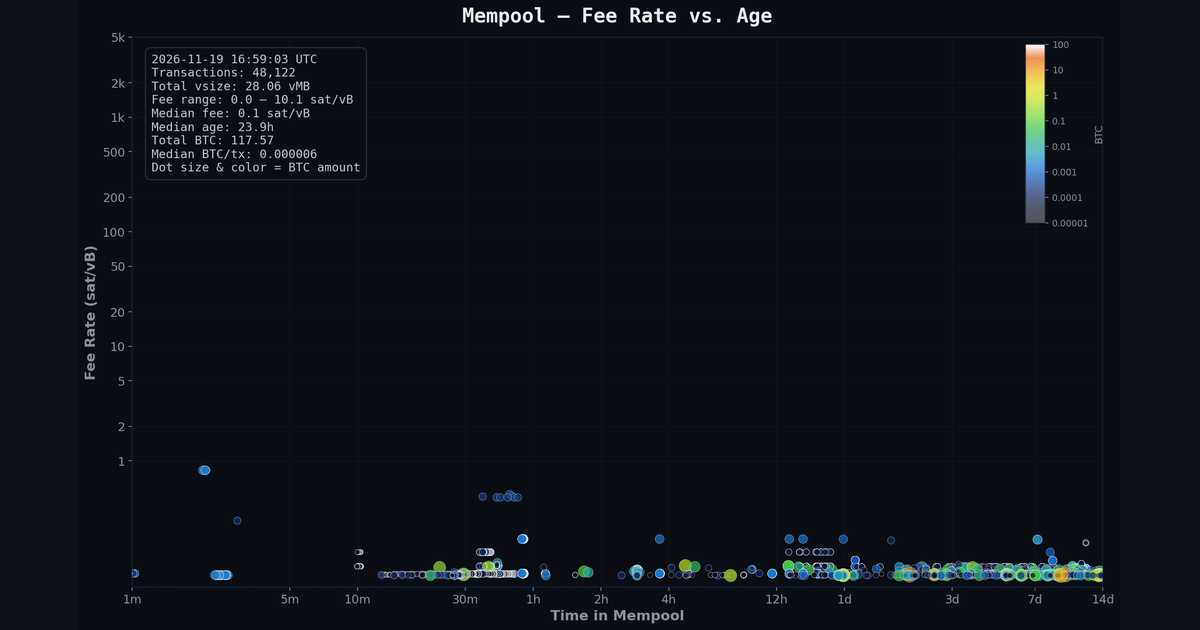 Mempool — Fee Rate vs. Age
2026-11-19 16:59:03 UTC
Transactions: 48,122
Total vsize: 28.06 vMB
Fee range: 0.0 – 10.1 sat/vB
Median fee: 0.1 sat/vB
Median age: 23.9h
Total BTC: 117.57
Median BTC/tx: 0.000006
Dot size & color = BTC amount
5k
2k
1k
500
200
100
50
20
10
5
2
1
Fee Rate (sat/vB)
100
10
1
0.1
0.01
0.001
0.0001
0.00001
BTC
1m 5m 10m 30m 1h 2h 4h 12h 1d 3d 7d 14d
Time in Mempool